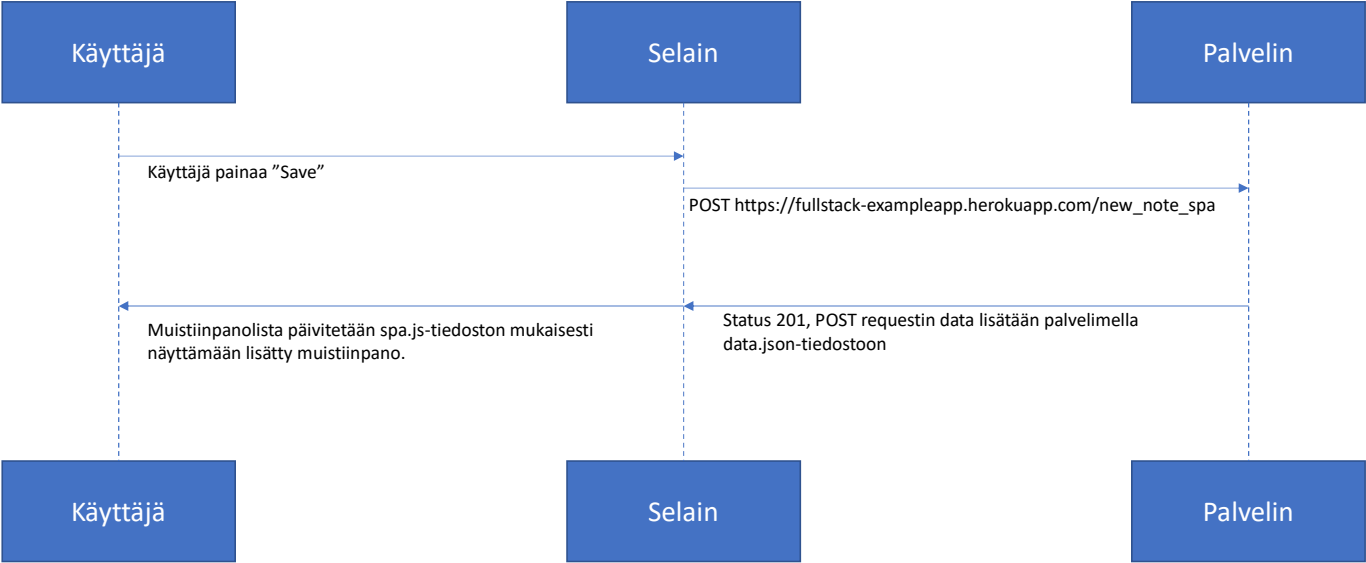 Käyttäjä
Selain
Palvelin
Käyttäjä painaa ”Save”
POST https://fullstack-exampleapp.herokuapp.com/new_note_spa
Muistiinpanolista päivitetään spa.js-tiedoston mukaisesti
näyttämään lisätty muistiinpano.
Status 201, POST requestin data lisätään palvelimella
data.json-tiedostoon
Käyttäjä
Selain
Palvelin